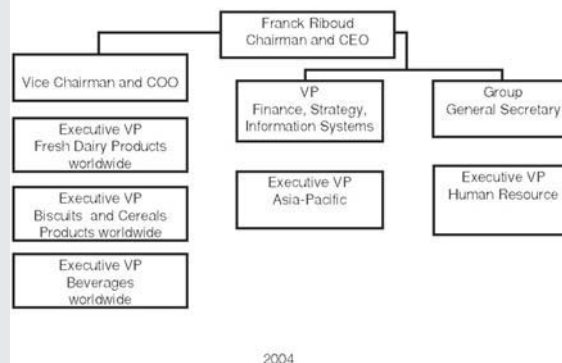 Franck Riboud
Chairman and CEO
Vice Chairman and COO
VP
Finance, Strategy,
Information Systems
Group
General Secretary
Executive VP
Fresh Dairy Products
worldwide
Executive VP
Asia-Pacific
Executive VP
Human Resource
Executive VP
Biscuits and Cereals
Products worldwide
Executive VP
Beverages
worldwide
2004